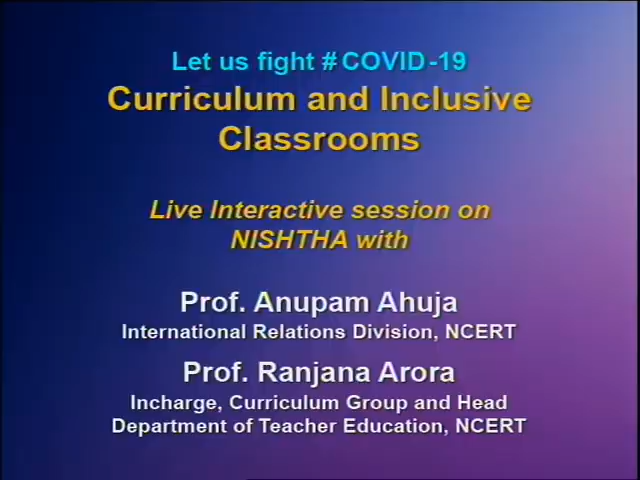 Let us fight #COVID-19
Curriculum and Inclusive
Classrooms
Live Interactive session on
NISHTHA with
Prof. Anupam Ahuja
International Relations Division, NCERT
Prof. Ranjana Arora
Incharge, Curriculum Group and Head
Department of Teacher Education, NCERT